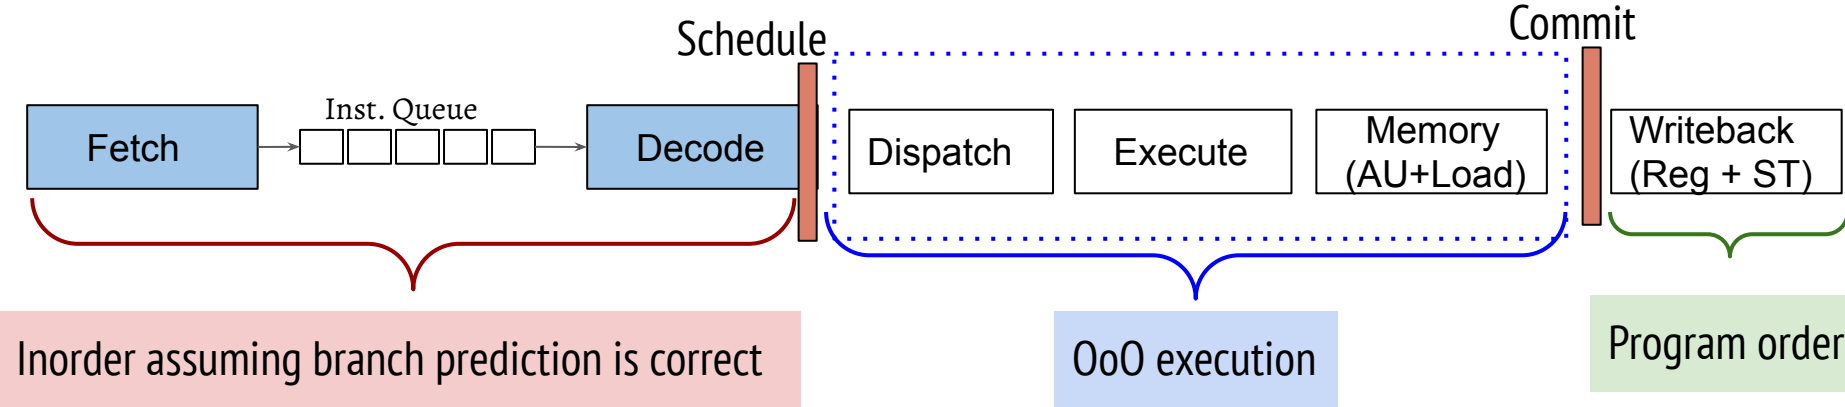 Schedule
Commit
Inst. Queue
Fetch
Decode
Dispatch
Execute
Memory
(AU+Load)
Writeback
(Reg + ST)
Inorder assuming branch prediction is correct
OoO execution
Program order